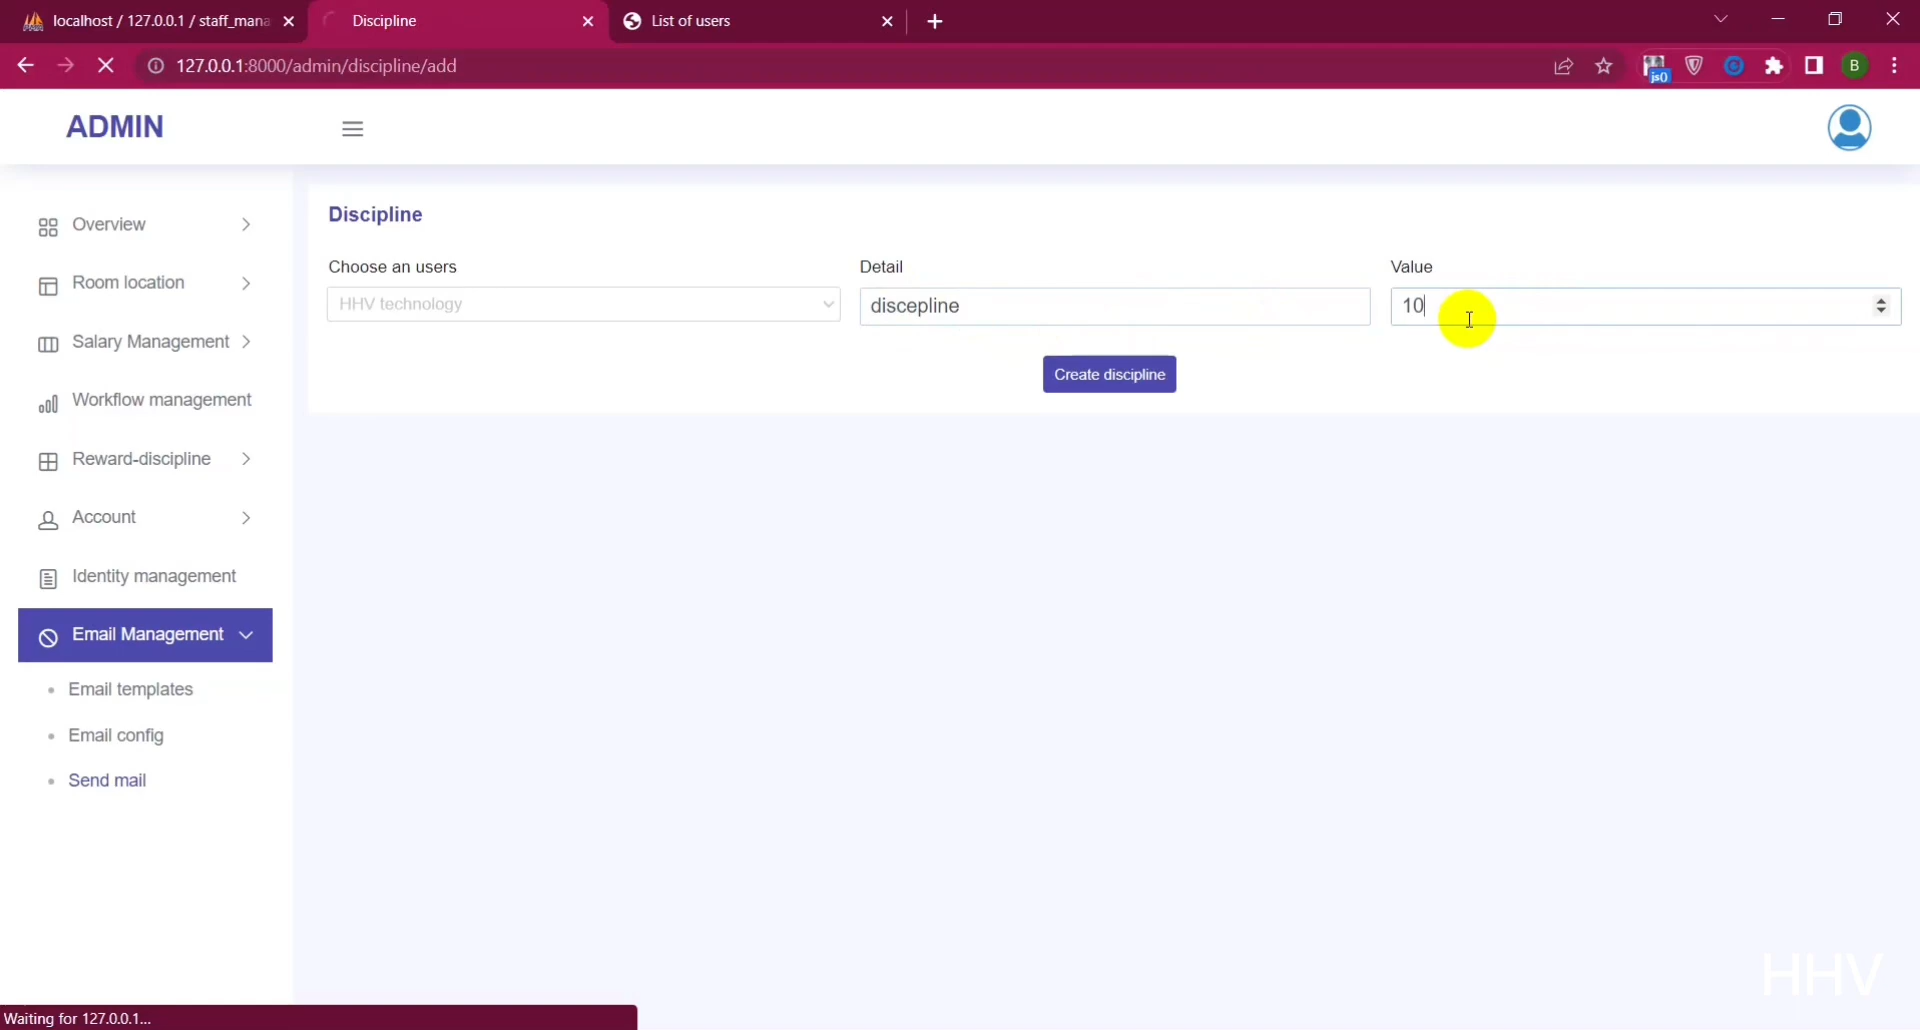 localhost / 127.0.0.1 / staff_mana
Discipline
List of users
127.0.0.1:8000/admin/discipline/add
js()
B
ADMIN
Overview
Room location
Salary Management
Workflow management
Reward-discipline
Account
Identity management
Email Management
Email templates
Email config
Send mail
Discipline
Choose an users
Detail
Value
HHV technology
discepline
10
Create discipline
HHV
Waiting for 127.0.0.1...